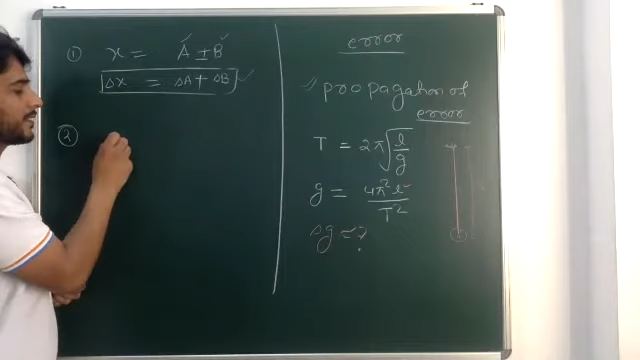 ① x = A ± B
Δx = ΔA + ΔB
②
error
propagation of
error
T = 2π√(l/g)
g = 4π²l/T²
Δg = ?